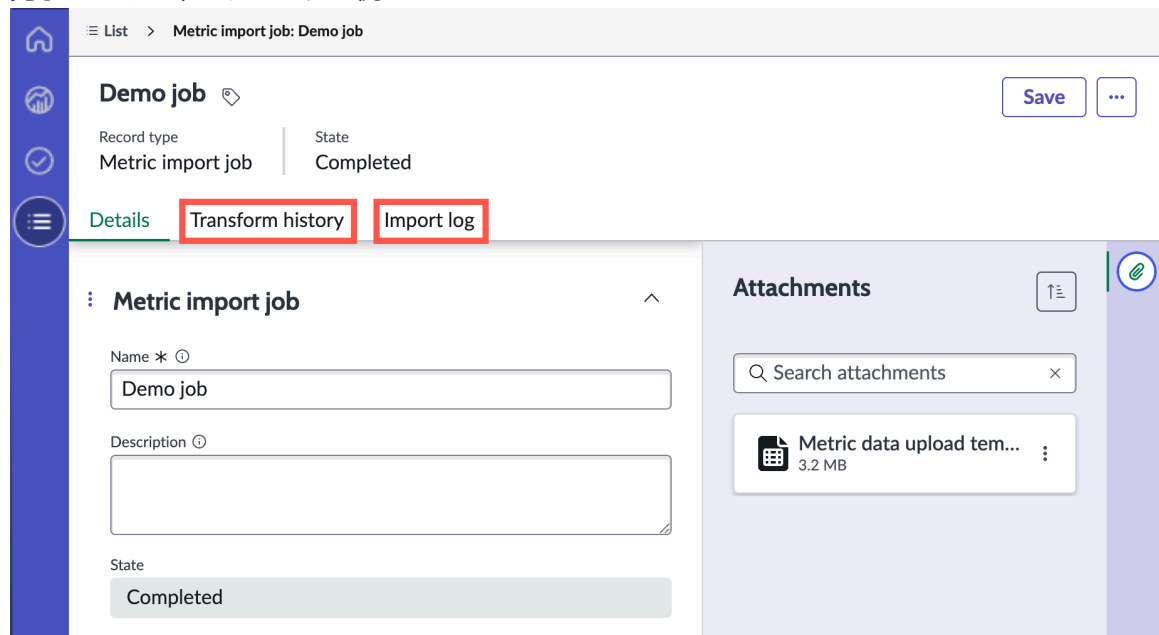 List > Metric import job: Demo job
Demo job
Save
Record type
State
Metric import job
Completed
Details
Transform history
Import log
Metric import job
Name *
Demo job
Description
State
Completed
Attachments
Search attachments
Metric data upload tem...
3.2 MB